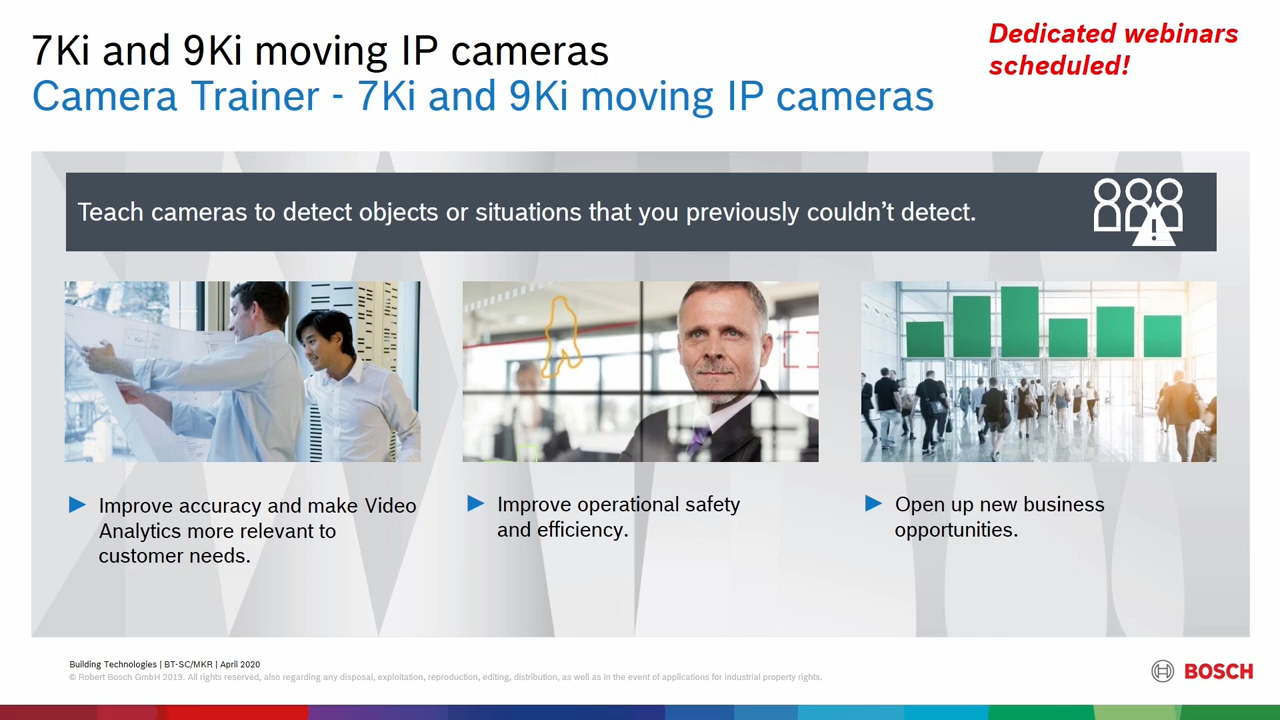 7Ki and 9Ki moving IP cameras
Camera Trainer - 7Ki and 9Ki moving IP cameras
Dedicated webinars
scheduled!
Teach cameras to detect objects or situations that you previously couldn't detect.
Improve accuracy and make Video
Analytics more relevant to
customer needs.
Improve operational safety
and efficiency.
Open up new business
opportunities.
Building Technologies | BT-SC/MKR | April 2020
© Robert Bosch GmbH 2019. All rights reserved, also regarding any disposal, exploitation, reproduction, editing, distribution, as well as in the event of applications for industrial property rights.
BOSCH